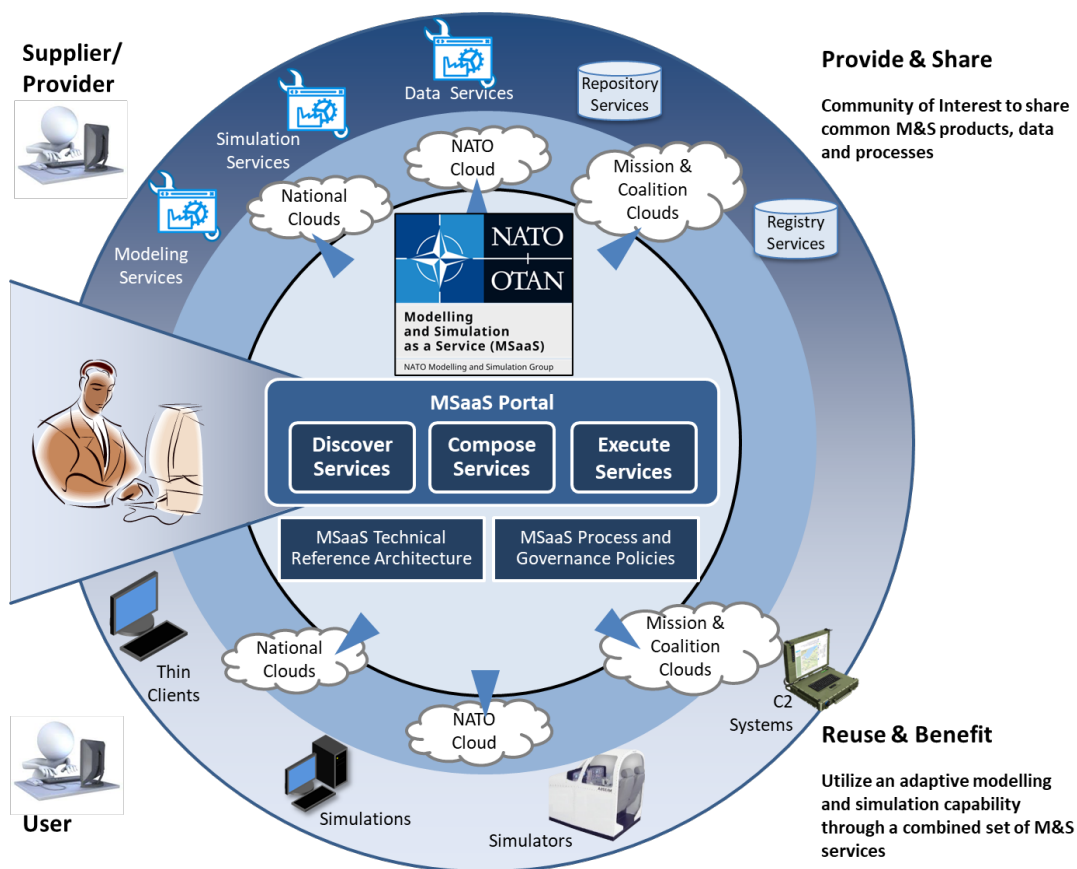 Supplier/
Provider
Data Services
Repository
Services
Simulation
Services
Modeling
Services
Registry
Services
Provide & Share
Community of Interest to share
common M&S products, data
and processes
National
Clouds
NATO
Cloud
Mission &
Coalition
Clouds
NATO
OTAN
Modelling
and Simulation
as a Service (MSaaS)
NATO Modelling and Simulation Group
MSaaS Portal
Discover
Services
Compose
Services
Execute
Services
MSaaS Technical
Reference Architecture
MSaaS Process and
Governance Policies
National
Clouds
NATO
Cloud
Mission &
Coalition
Clouds
Thin
Clients
Simulations
Simulators
C2
Systems
User
Reuse & Benefit
Utilize an adaptive modelling
and simulation capability
through a combined set of M&S
services